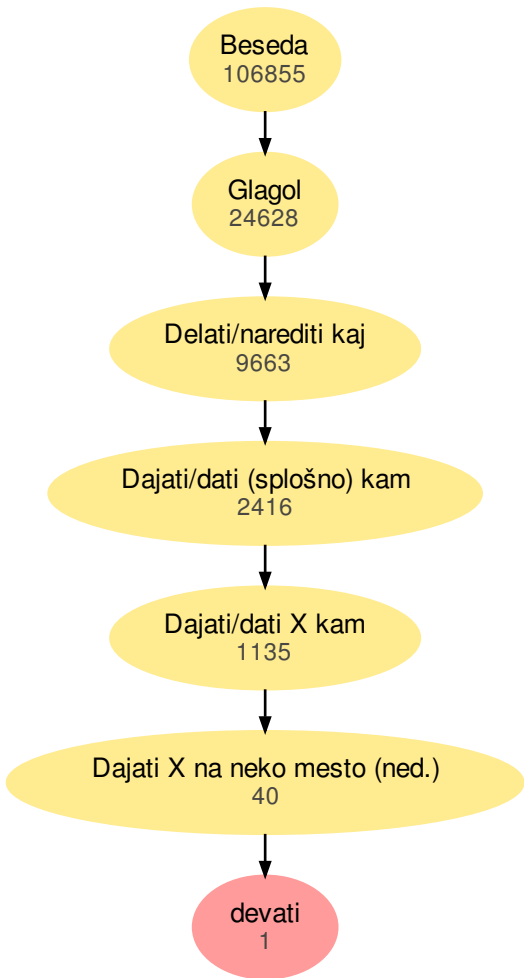 Beseda
106855
Glagol
24628
Delati/narediti kaj
9663
Dajati/dati (splošno) kam
2416
Dajati/dati X kam
1135
Dajati X na neko mesto (ned.)
40
devati
1